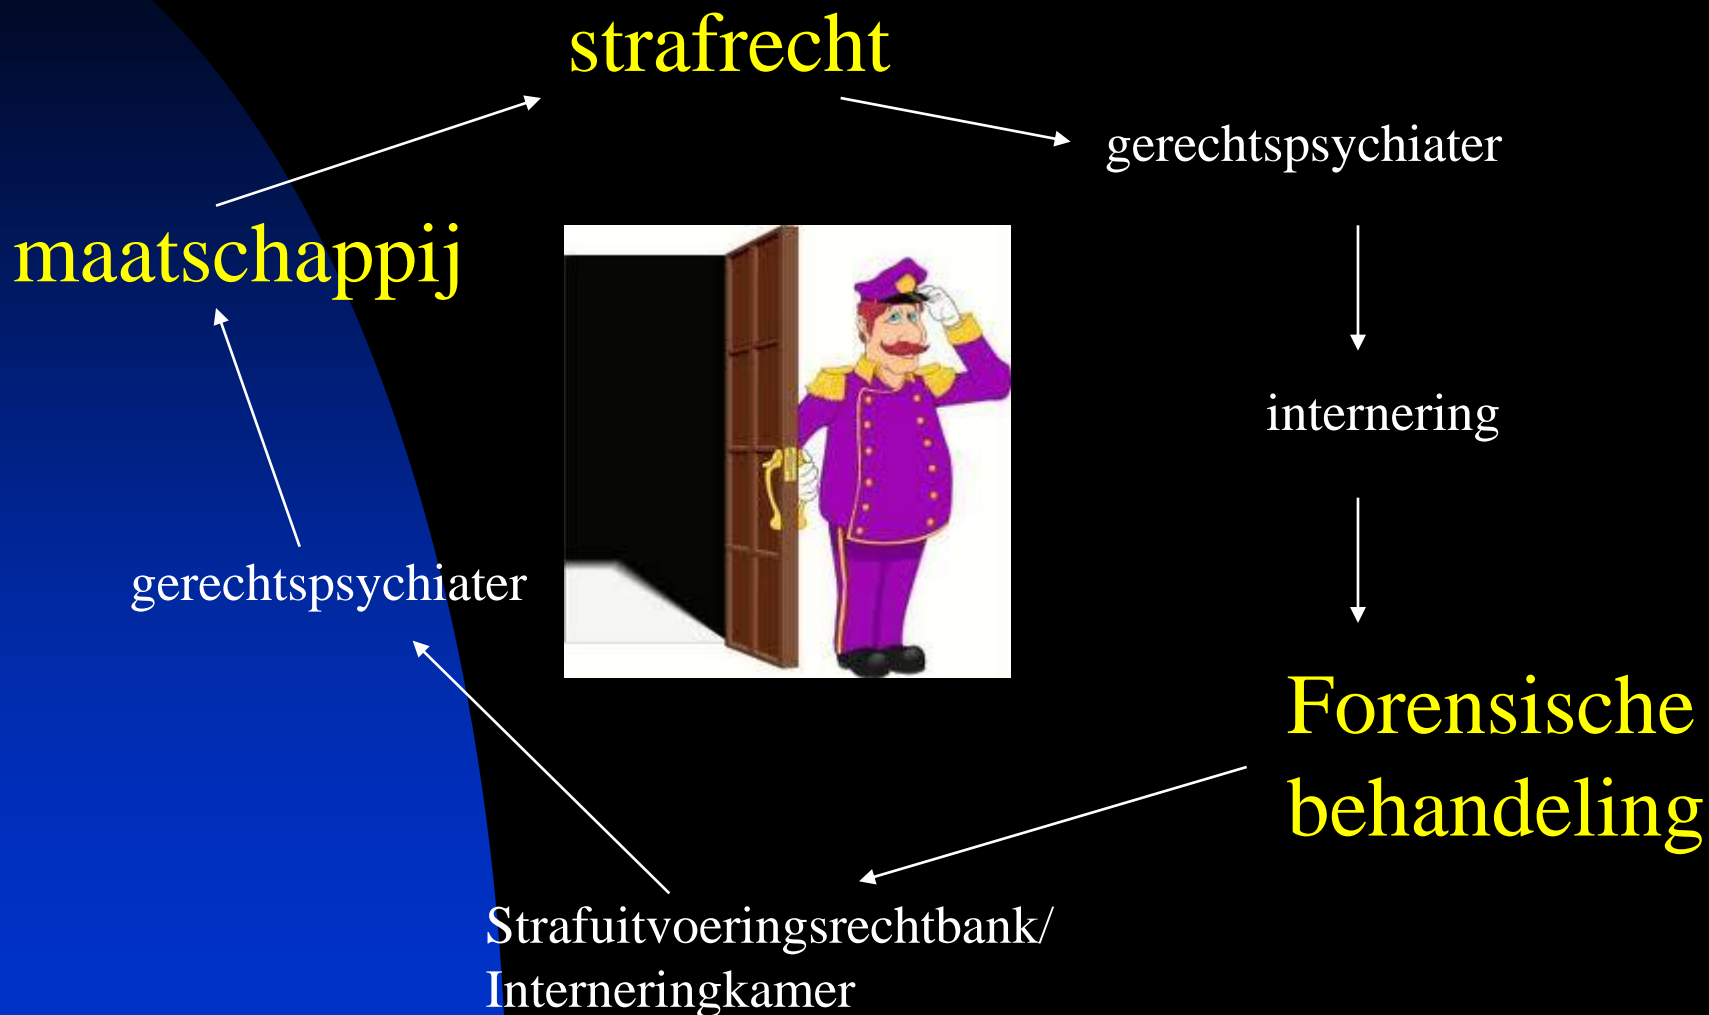 strafrecht
gerechtspsychiater
maatschappij
internering
gerechtspsychiater
Forensische
behandeling
Strafuitvoeringsrechtbank/
Interneringkamer